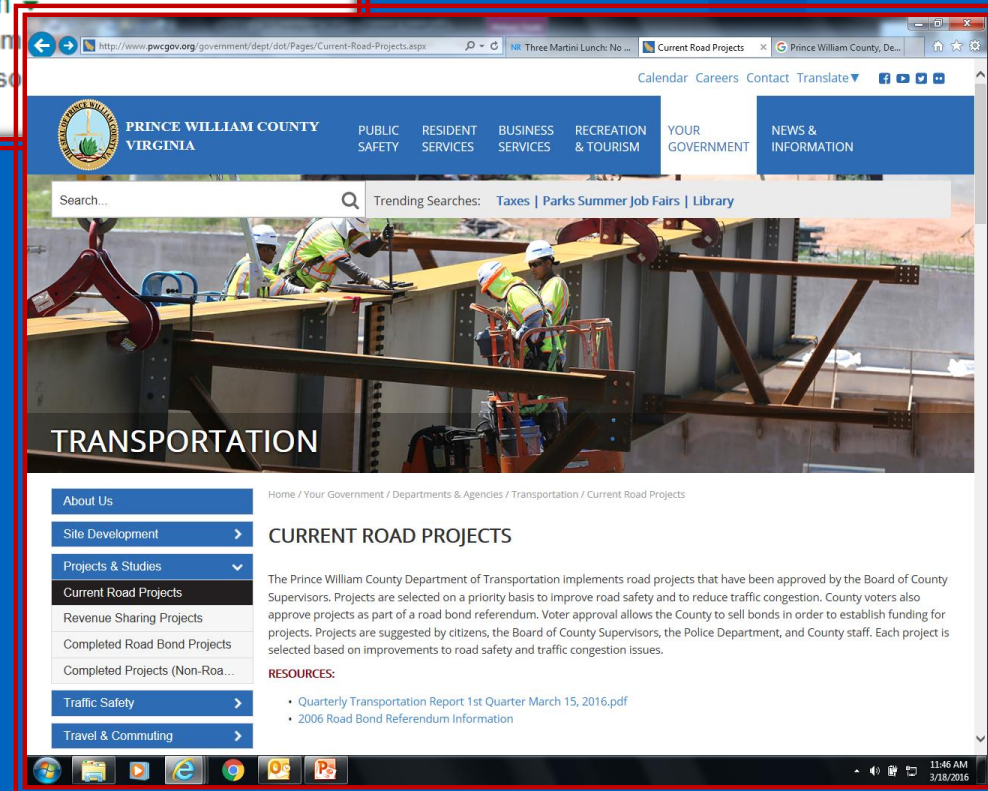 http://www.pwcgov.org/government/dept/dot/Pages/Current-Road-Projects.aspx
NR Three Martini Lunch: No ...
Current Road Projects
Prince William County, De...
Calendar Careers Contact Translate▼
PRINCE WILLIAM COUNTY
VIRGINIA
PUBLIC
SAFETY
RESIDENT
SERVICES
BUSINESS
SERVICES
RECREATION
& TOURISM
YOUR
GOVERNMENT
NEWS &
INFORMATION
Search...
Trending Searches: Taxes | Parks Summer Job Fairs | Library
TRANSPORTATION
About Us
Site Development
Projects & Studies
Current Road Projects
Revenue Sharing Projects
Completed Road Bond Projects
Completed Projects (Non-Roa...
Traffic Safety
Travel & Commuting
Home / Your Government / Departments & Agencies / Transportation / Current Road Projects
CURRENT ROAD PROJECTS
The Prince William County Department of Transportation implements road projects that have been approved by the Board of County
Supervisors. Projects are selected on a priority basis to improve road safety and to reduce traffic congestion. County voters also
approve projects as part of a road bond referendum. Voter approval allows the County to sell bonds in order to establish funding for
projects. Projects are suggested by citizens, the Board of County Supervisors, the Police Department, and County staff. Each project is
selected based on improvements to road safety and traffic congestion issues.
RESOURCES:
• Quarterly Transportation Report 1st Quarter March 15, 2016.pdf
• 2006 Road Bond Referendum Information
11:46 AM
3/18/2016